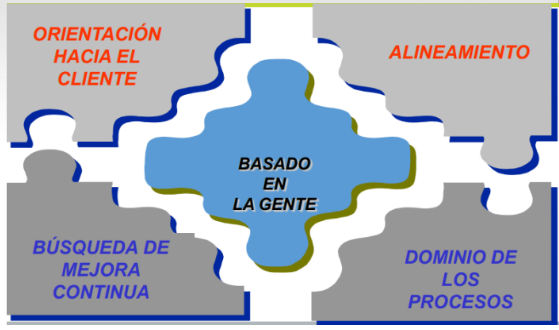 ORIENTACIÓN
HACIA EL
CLIENTE
ALINEAMIENTO
BASADO
EN
LA GENTE
BÚSQUEDA DE
MEJORA
CONTINUA
DOMINIO DE
LOS
PROCESOS